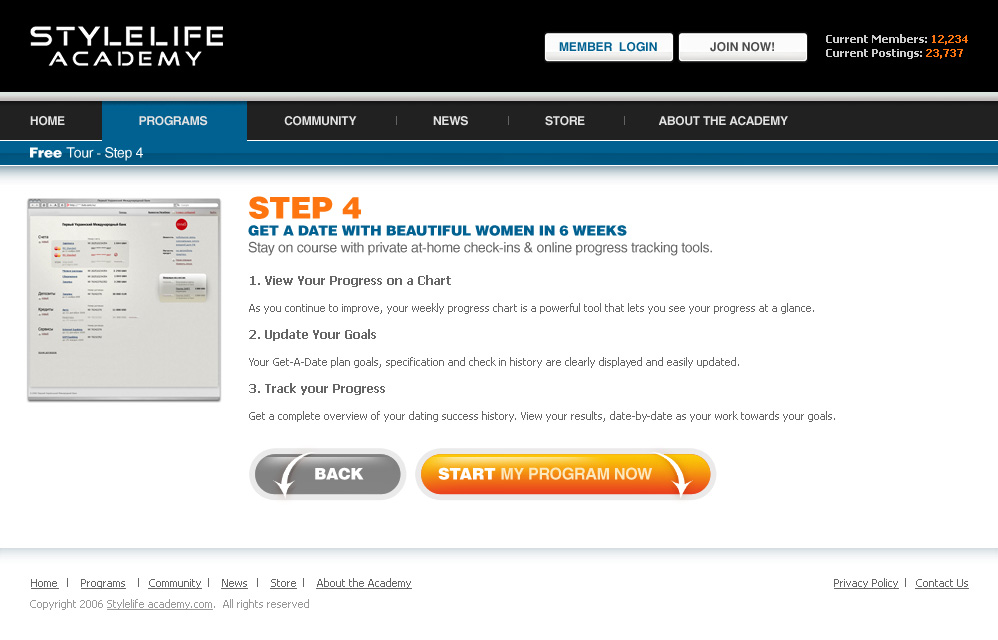 STYLELIFE
ACADEMY
MEMBER LOGIN
JOIN NOW!
Current Members: 12,234
Current Postings: 23,737
HOME
PROGRAMS
COMMUNITY
NEWS
STORE
ABOUT THE ACADEMY
Free Tour - Step 4
STEP 4
GET A DATE WITH BEAUTIFUL WOMEN IN 6 WEEKS
Stay on course with private at-home check-ins & online progress tracking tools.
1. View Your Progress on a Chart
As you continue to improve, your weekly progress chart is a powerful tool that lets you see your progress at a glance.
2. Update Your Goals
Your Get-A-Date plan goals, specification and check in history are clearly displayed and easily updated.
3. Track your Progress
Get a complete overview of your dating success history. View your results, date-by-date as your work towards your goals.
BACK
START MY PROGRAM NOW
Home | Programs | Community | News | Store | About the Academy
Privacy Policy | Contact Us
Copyright 2006 Stylelife academy.com. All rights reserved